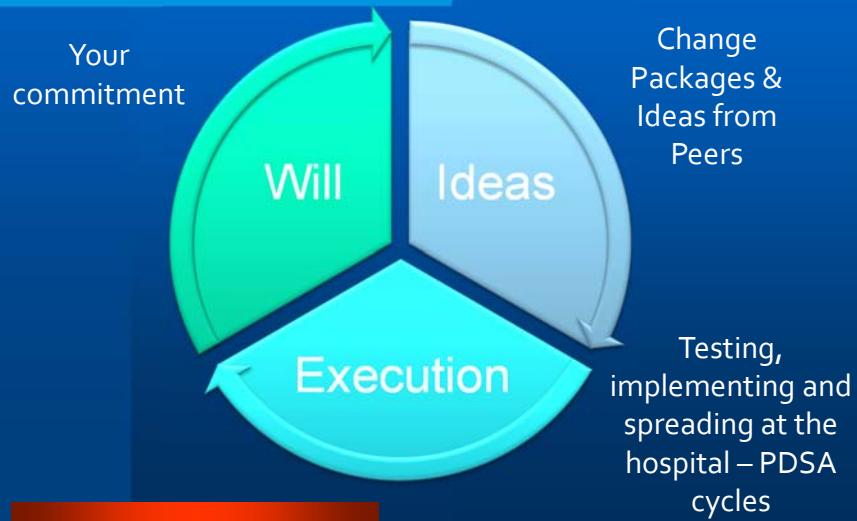 Your
commitment
Change
Packages &
Ideas from
Peers
Will
Ideas
Execution
Testing,
implementing and
spreading at the
hospital – PDSA
cycles